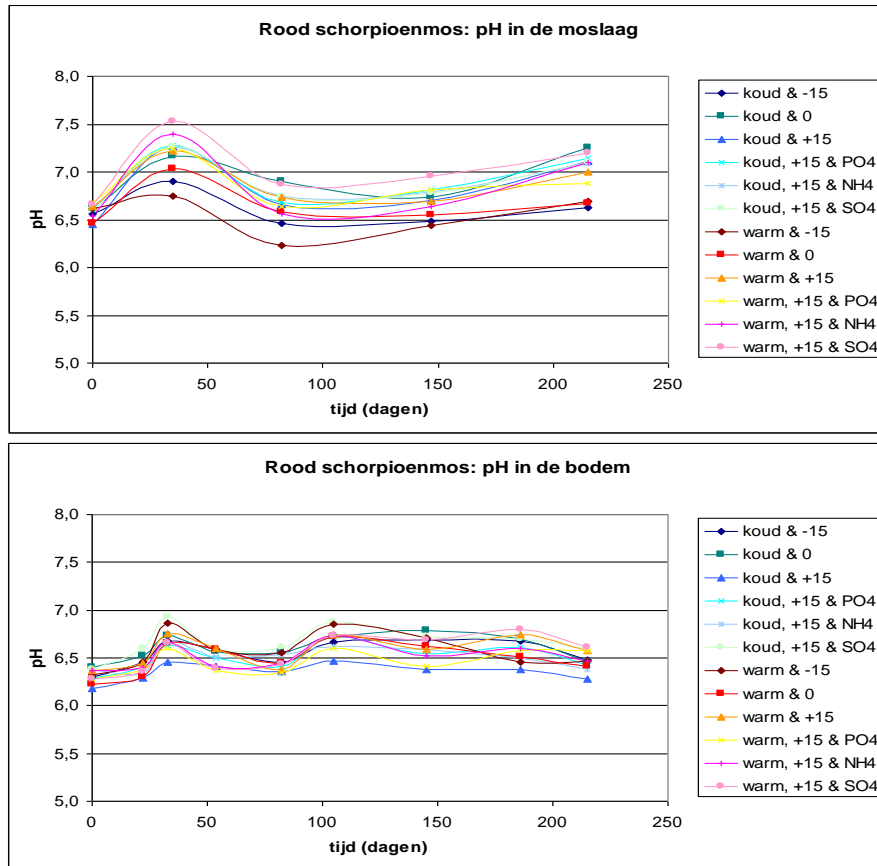 Rood schorpioenmos: pH in de moslaag
8,0
7,5
7,0
6,5
6,0
5,5
5,0
pH
0
50
100
150
200
250
tijd (dagen)
koud & -15
koud & 0
koud & +15
koud, +15 & PO4
koud, +15 & NH4
koud, +15 & SO4
warm & -15
warm & 0
warm & +15
warm, +15 & PO4
warm, +15 & NH4
warm, +15 & SO4
Rood schorpioenmos: pH in de bodem
8,0
7,5
7,0
6,5
6,0
5,5
5,0
pH
0
50
100
150
200
250
tijd (dagen)
koud & -15
koud & 0
koud & +15
koud, +15 & PO4
koud, +15 & NH4
koud, +15 & SO4
warm & -15
warm & 0
warm & +15
warm, +15 & PO4
warm, +15 & NH4
warm, +15 & SO4